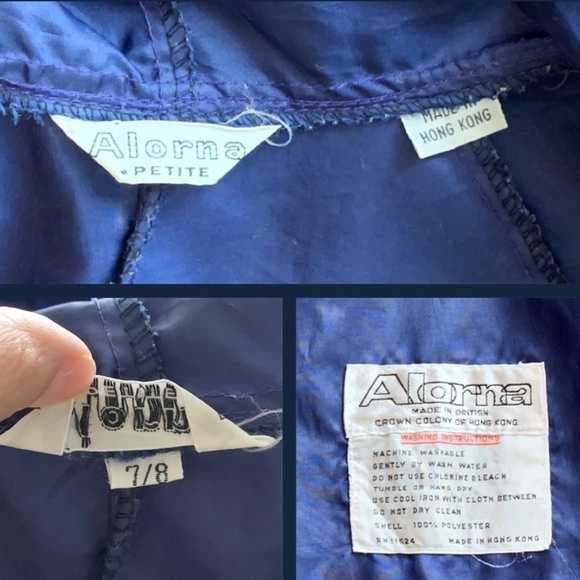 Alorna
PETITE
MADE IN
HONG KONG
7/8
Alorna
MADE IN BRITISH
CROWN COLONY OF HONG KONG
WASHING INSTRUCTIONS
MACHINE WASHABLE
GENTLY BY WARM WATER
DO NOT USE CHLORINE BLEACH
TUMBLE OR HANG DRY
USE COOL IRON WITH CLOTH BETWEEN
DO NOT DRY CLEAN
SHELL: 100% POLYESTER
RN 11524 MADE IN HONG KONG